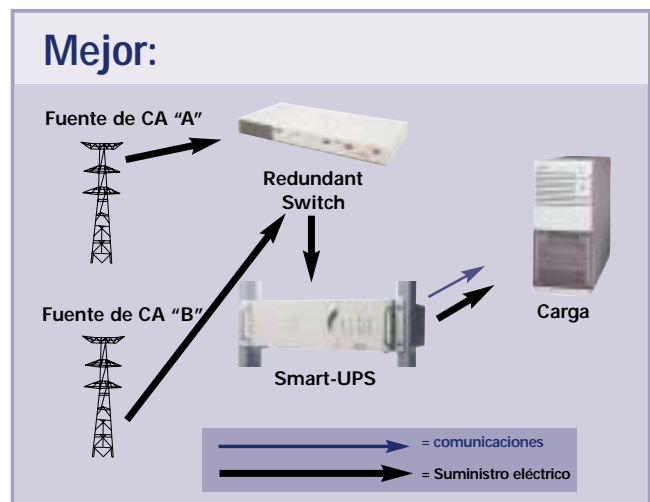 Mejor:
Fuente de CA “A”
Redundant
Switch
Fuente de CA “B”
Carga
Smart-UPS
= comunicaciones
= Suministro eléctrico